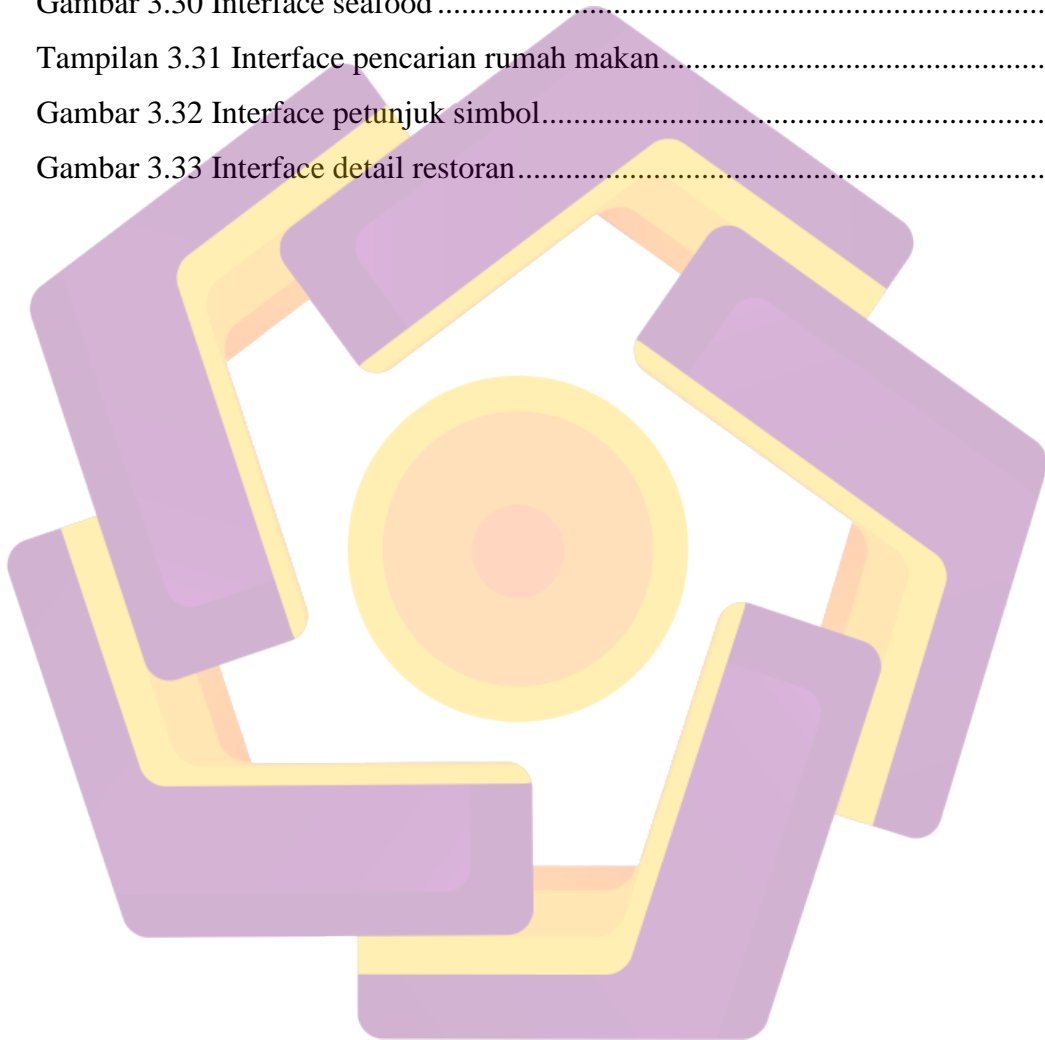 Gambar 3.30 Interface seafood........................................................................
Tampilan 3.31 Interface pencarian rumah makan...............................................
Gambar 3.32 Interface petunjuk simbol..............................................................
Gambar 3.33 Interface detail restoran.................................................................